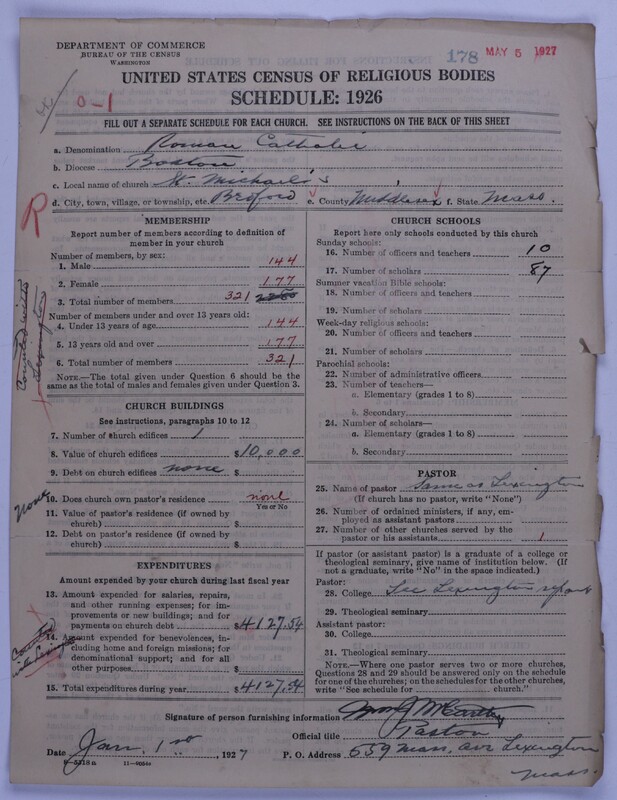 DEPARTMENT OF COMMERCE
BUREAU OF THE CENSUS
WASHINGTON
178 MAY 5 1927
UNITED STATES CENSUS OF RELIGIOUS BODIES
SCHEDULE: 1926
0-1
FILL OUT A SEPARATE SCHEDULE FOR EACH CHURCH. SEE INSTRUCTIONS ON THE BACK OF THIS SHEET
a. Denomination Roman Catholic
b. Diocese Boston
c. Local name of church St. Michael's
d. City, town, village, or township, etc. Bedford e. County Middlesex f. State Mass.
R
MEMBERSHIP
Report number of members according to definition of
member in your church
Number of members, by sex:
1. Male 144
2. Female 177
3. Total number of members 321
Number of members under and over 13 years old:
4. Under 13 years of age 144
5. 13 years old and over 177
6. Total number of members 321
NOTE.—The total given under Question 6 should be the
same as the total of males and females given under Question 3.
Counted with
Lexington
CHURCH BUILDINGS
See instructions, paragraphs 10 to 12
7. Number of church edifices 1
8. Value of church edifices $10,000
9. Debt on church edifices none $
None
10. Does church own pastor's residence none
Yes or No
11. Value of pastor's residence (if owned by
church) $
12. Debt on pastor's residence (if owned by
church) $
EXPENDITURES
Amount expended by your church during last fiscal year
13. Amount expended for salaries, repairs,
and other running expenses; for im-
provements or new buildings; and for
payments on church debt $4127.54
14. Amount expended for benevolences, in-
cluding home and foreign missions; for
denominational support; and for all
other purposes $
15. Total expenditures during year $4127.54
CHURCH SCHOOLS
Report here only schools conducted by this church
Sunday schools:
16. Number of officers and teachers 10
17. Number of scholars 87
Summer vacation Bible schools:
18. Number of officers and teachers
19. Number of scholars
Week-day religious schools:
20. Number of officers and teachers
21. Number of scholars
Parochial schools:
22. Number of administrative officers
23. Number of teachers—
a. Elementary (grades 1 to 8)
b. Secondary
24. Number of scholars—
a. Elementary (grades 1 to 8)
b. Secondary
PASTOR
25. Name of pastor Same as Lexington
(If church has no pastor, write "None")
26. Number of ordained ministers, if any, em-
ployed as assistant pastors
27. Number of other churches served by the
pastor or his assistants 1
If pastor (or assistant pastor) is a graduate of a college or
theological seminary, give name of institution below. (If
not a graduate, write "No" in the space indicated.)
Pastor:
28. College See Lexington report
29. Theological seminary
Assistant pastor:
30. College
31. Theological seminary
NOTE.—Where one pastor serves two or more churches,
Questions 28 and 29 should be answered only on the schedule
for one of the churches; on the schedules for the other churches,
write "See schedule for church."
Signature of person furnishing information Wm J McCarthy
Official title Pastor
Date Jan. 1st, 1927 P. O. Address 559 Mass. ave Lexington
Mass.
6—5318a 11—9056a